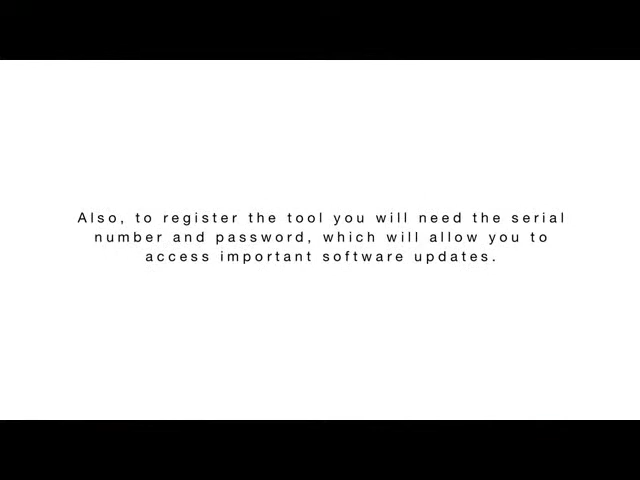 Also, to register the tool you will need the serial
number and password, which will allow you to
access important software updates.